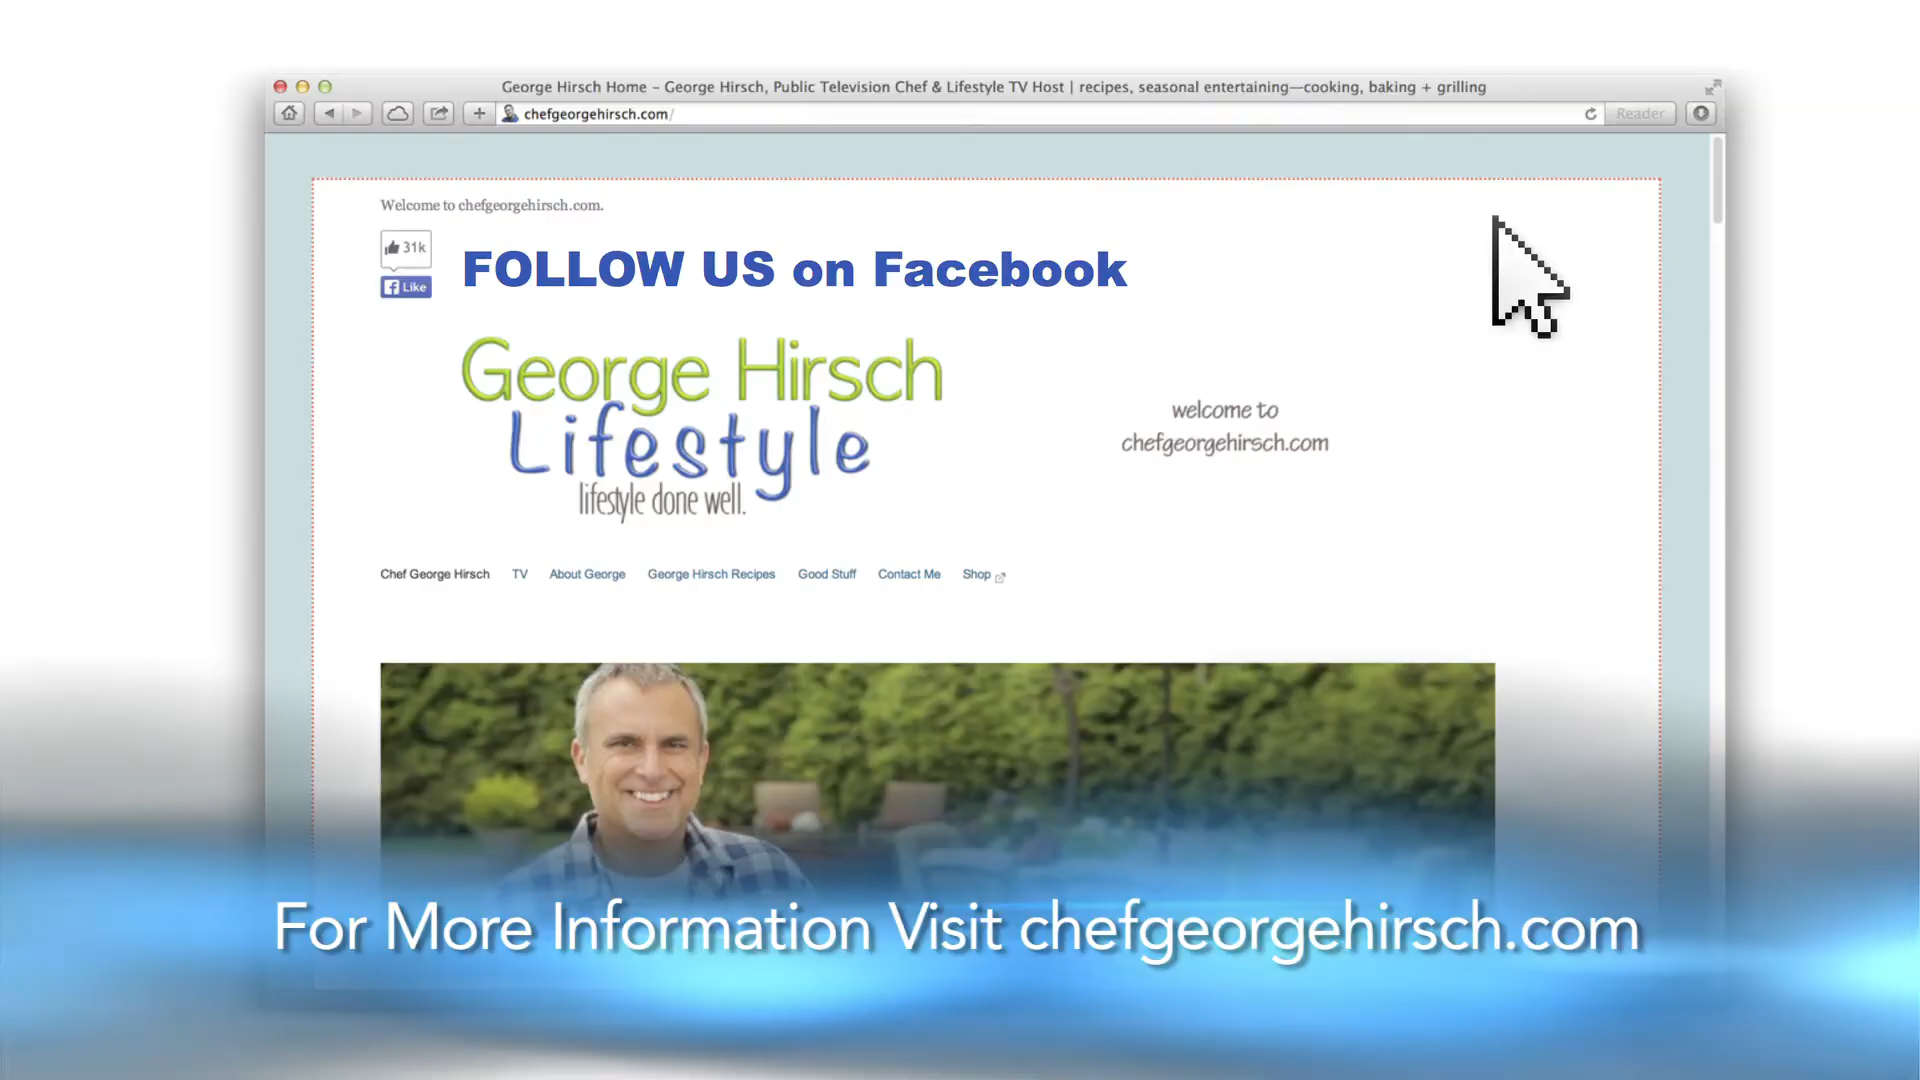 George Hirsch Home – George Hirsch, Public Television Chef & Lifestyle TV Host | recipes, seasonal entertaining—cooking, baking + grilling
chefgeorgehirsch.com/
Reader
Welcome to chefgeorgehirsch.com.
31k
Like
FOLLOW US on Facebook
George Hirsch
Lifestyle
lifestyle done well.
welcome to
chefgeorgehirsch.com
Chef George Hirsch TV About George George Hirsch Recipes Good Stuff Contact Me Shop
For More Information Visit chefgeorgehirsch.com